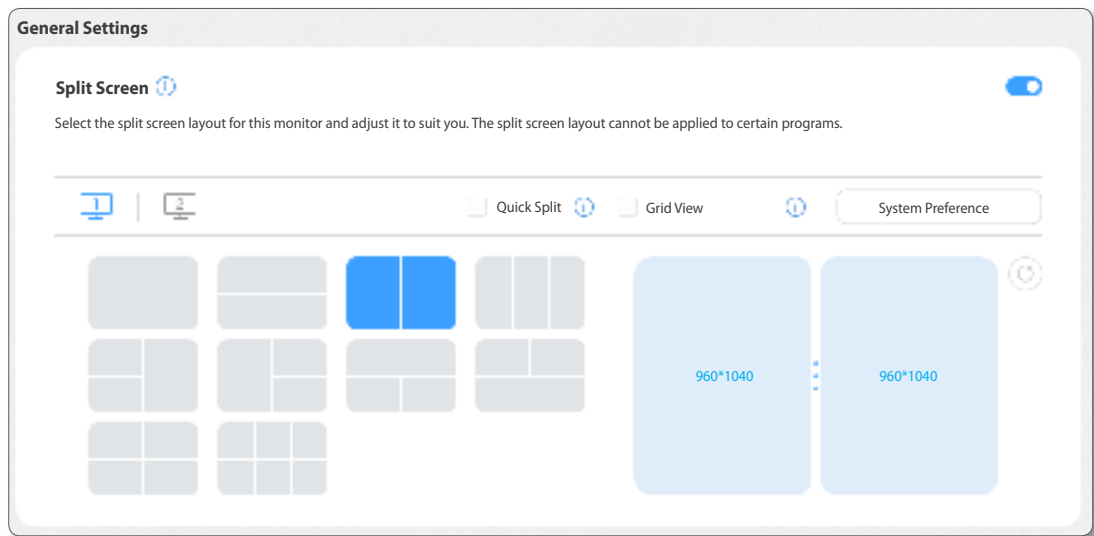 General Settings
Split Screen
Select the split screen layout for this monitor and adjust it to suit you. The split screen layout cannot be applied to certain programs.
1 2 Quick Split Grid View System Preference
960*1040 960*1040